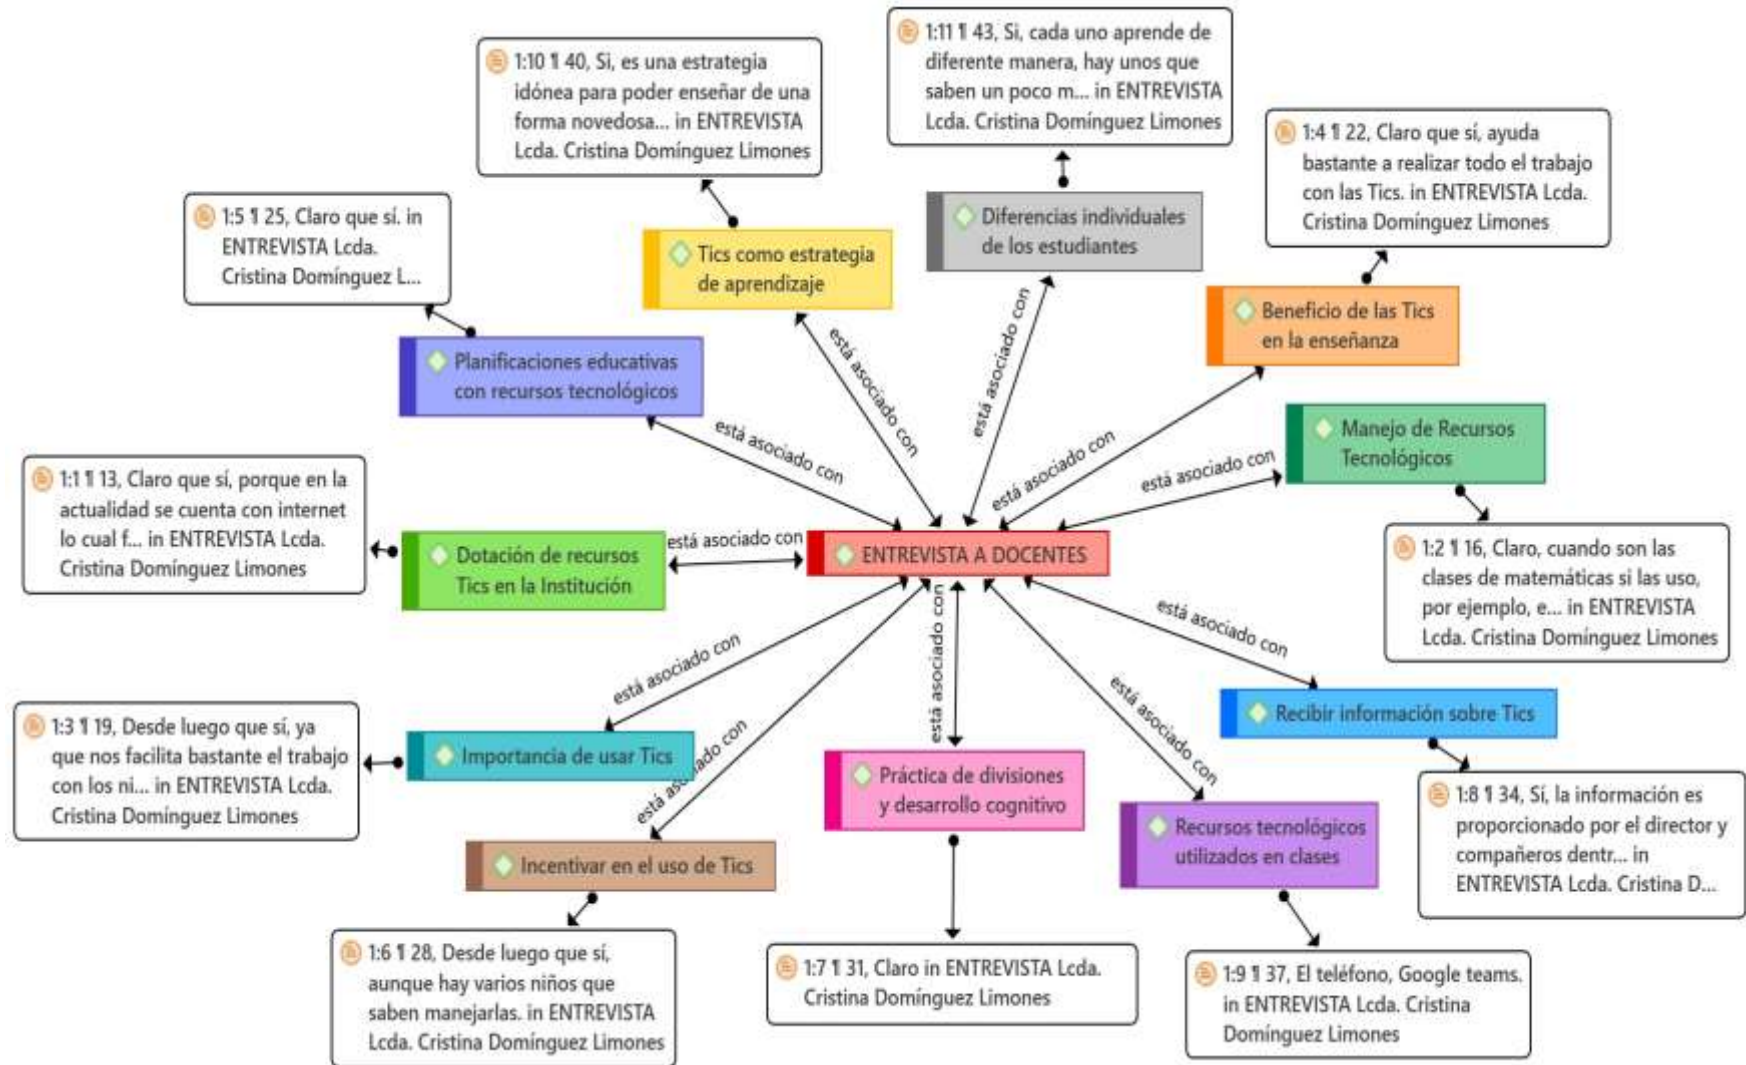 1:11 ¶ 43, Si, cada uno aprende de
diferente manera, hay unos que
saben un poco m... in ENTREVISTA
Lcda. Cristina Domínguez Limones
1:10 ¶ 40, Si, es una estrategia
idónea para poder enseñar de una
forma novedosa... in ENTREVISTA
Lcda. Cristina Domínguez Limones
1:4 ¶ 22, Claro que sí, ayuda
bastante a realizar todo el trabajo
con las Tics. in ENTREVISTA Lcda.
Cristina Domínguez Limones
1:5 ¶ 25, Claro que sí. in
ENTREVISTA Lcda.
Cristina Domínguez L...
Diferencias individuales
de los estudiantes
Tics como estrategia
de aprendizaje
Beneficio de las Tics
en la enseñanza
Planificaciones educativas
con recursos tecnológicos
Manejo de Recursos
Tecnológicos
está asociado con
está asociado con
está asociado con
está asociado con
está asociado con
1:1 ¶ 13, Claro que sí, porque en la
actualidad se cuenta con internet
lo cual f... in ENTREVISTA Lcda.
Cristina Domínguez Limones
Dotación de recursos
Tics en la Institución
está asociado con
ENTREVISTA A DOCENTES
1:2 ¶ 16, Claro, cuando son las
clases de matemáticas si las uso,
por ejemplo, e... in ENTREVISTA
Lcda. Cristina Domínguez Limones
está asociado con
está asociado con
está asociado con
está asociado con
está asociado con
1:3 ¶ 19, Desde luego que sí, ya
que nos facilita bastante el trabajo
con los ni... in ENTREVISTA Lcda.
Cristina Domínguez Limones
Importancia de usar Tics
Recibir información sobre Tics
Práctica de divisiones
y desarrollo cognitivo
Recursos tecnológicos
utilizados en clases
1:8 ¶ 34, Sí, la información es
proporcionado por el director y
compañeros dentr... in
ENTREVISTA Lcda. Cristina D...
Incentivar en el uso de Tics
1:6 ¶ 28, Desde luego que sí,
aunque hay varios niños que
saben manejarlas. in ENTREVISTA
Lcda. Cristina Domínguez Limones
1:7 ¶ 31, Claro in ENTREVISTA Lcda.
Cristina Domínguez Limones
1:9 ¶ 37, El teléfono, Google teams.
in ENTREVISTA Lcda. Cristina
Domínguez Limones